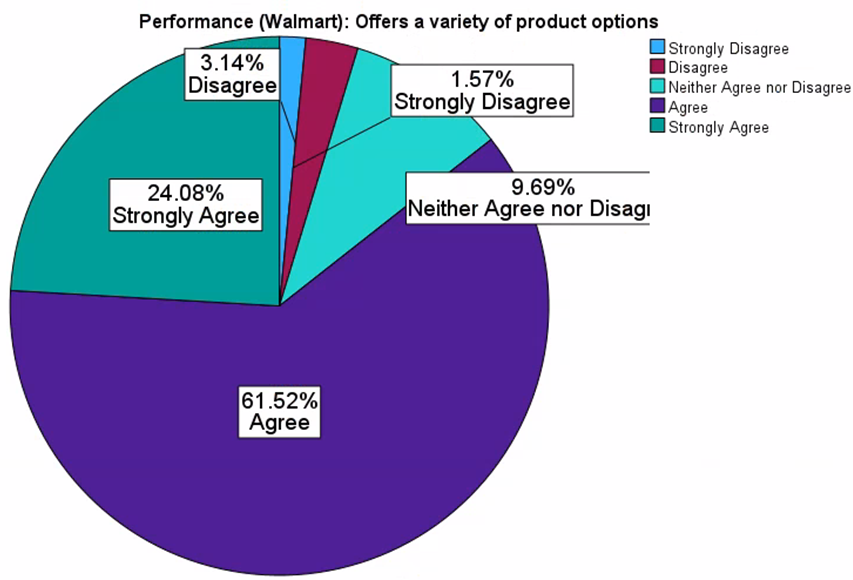 Performance (Walmart): Offers a variety of product options
Strongly Disagree
Disagree
Neither Agree nor Disagree
Agree
Strongly Agree
3.14%
Disagree
1.57%
Strongly Disagree
24.08%
Strongly Agree
9.69%
Neither Agree nor Disagr
61.52%
Agree